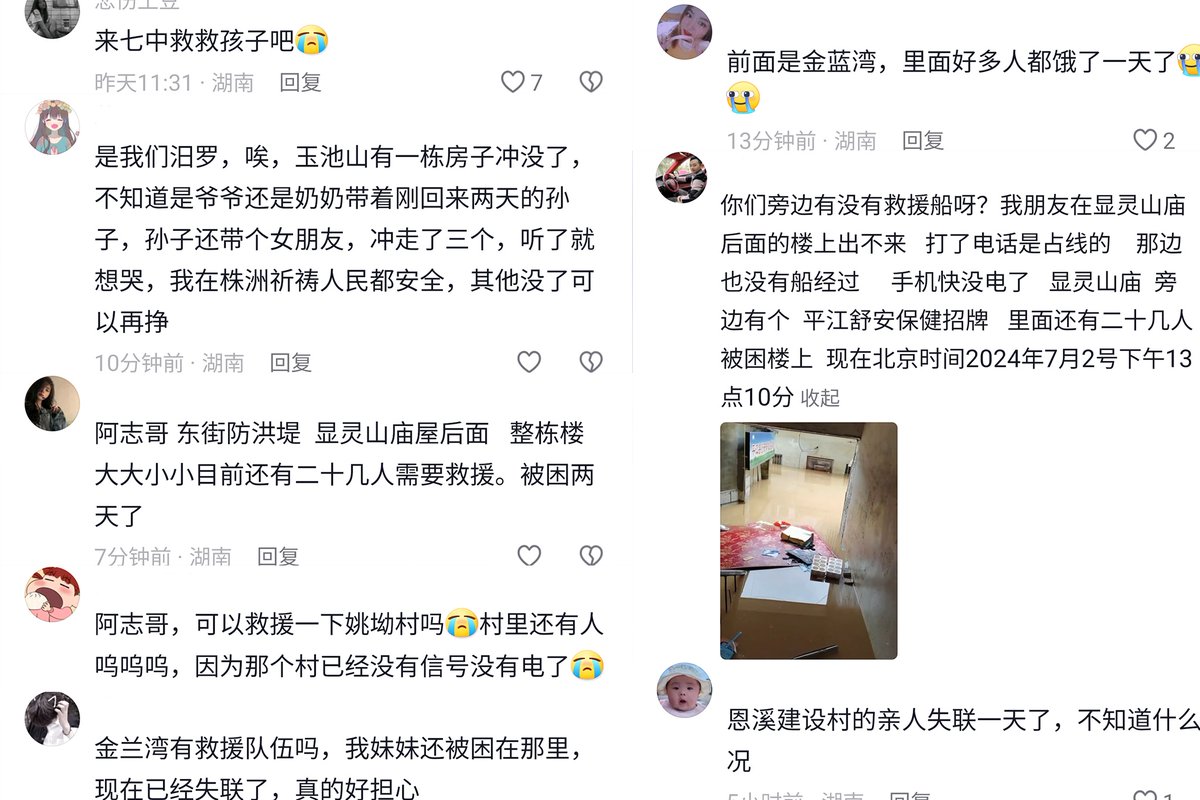 来七中救救孩子吧
昨天11:31 · 湖南 回复
7
是我们汨罗，唉，玉池山有一栋房子冲没了，
不知道是爷爷还是奶奶带着刚回来两天的孙
子，孙子还带个女朋友，冲走了三个，听了就
想哭，我在株洲祈祷人民都安全，其他没了可
以再挣
10分钟前 · 湖南 回复
阿志哥 东街防洪堤 显灵山庙屋后面 整栋楼
大大小小目前还有二十几人需要救援。被困两
天了
7分钟前 · 湖南 回复
阿志哥，可以救援一下姚坳村吗😭村里还有人
呜呜呜，因为那个村已经没有信号没有电了😭
金兰湾有救援队伍吗，我妹妹还被困在那里，
现在已经失联了，真的好担心
前面是金蓝湾，里面好多人都饿了一天了
13分钟前 · 湖南 回复
2
你们旁边有没有救援船呀？我朋友在显灵山庙
后面的楼上出不来 打了电话是占线的 那边
也没有船经过 手机快没电了 显灵山庙 旁
边有个 平江舒安保健招牌 里面还有二十几人
被困楼上 现在北京时间2024年7月2号下午13
点10分 收起
恩溪建设村的亲人失联一天了，不知道什么
况
5小时前 · 湖南 回复
1